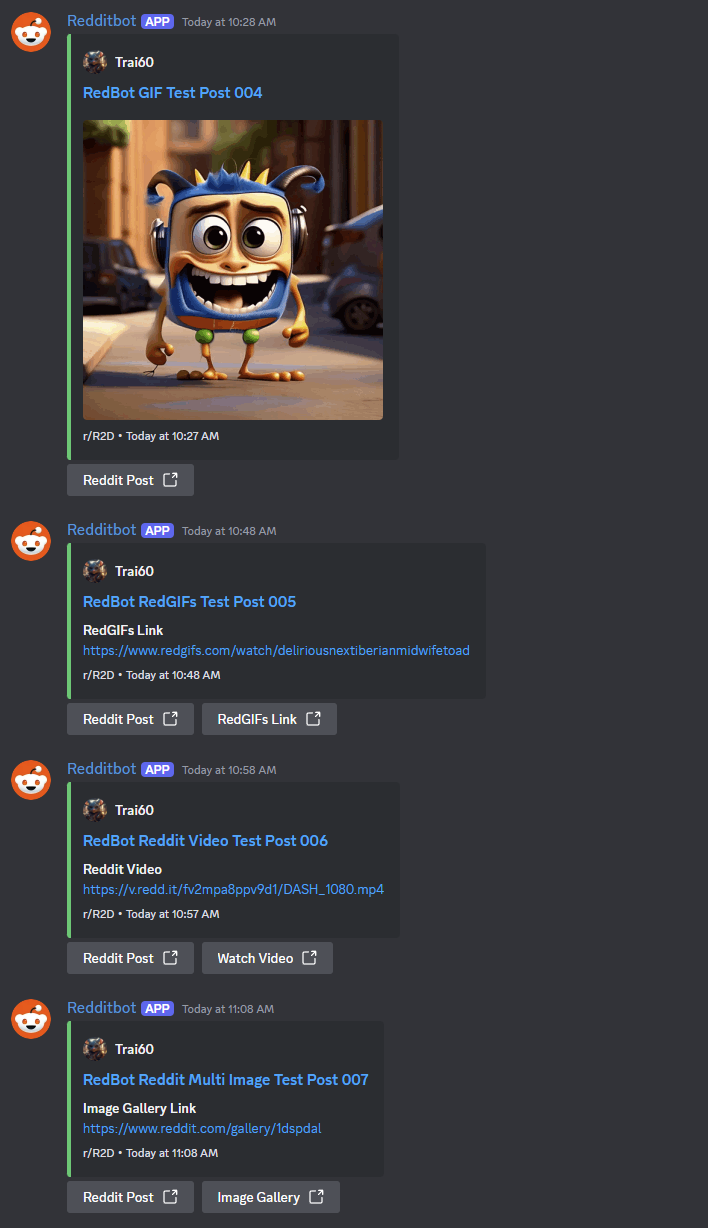 Redditbot APP Today at 10:28 AM
Trai60
RedBot GIF Test Post 004
r/R2D • Today at 10:27 AM
Reddit Post
Redditbot APP Today at 10:48 AM
Trai60
RedBot RedGIFs Test Post 005
RedGIFs Link
https://www.redgifs.com/watch/deliriousnextiberianmidwifetoad
r/R2D • Today at 10:48 AM
Reddit Post RedGIFs Link
Redditbot APP Today at 10:58 AM
Trai60
RedBot Reddit Video Test Post 006
Reddit Video
https://v.redd.it/fv2mpa8ppv9d1/DASH_1080.mp4
r/R2D • Today at 10:57 AM
Reddit Post Watch Video
Redditbot APP Today at 11:08 AM
Trai60
RedBot Reddit Multi Image Test Post 007
Image Gallery Link
https://www.reddit.com/gallery/1dspdal
r/R2D • Today at 11:08 AM
Reddit Post Image Gallery